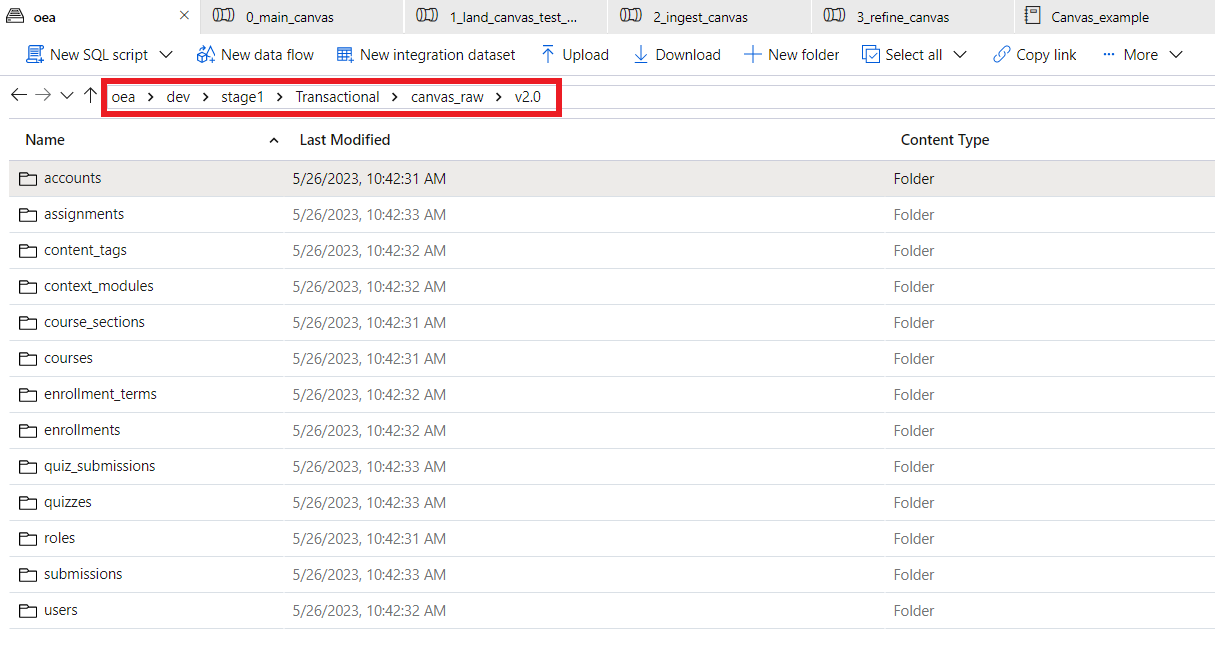 oea 0_main_canvas 1_land_canvas_test_... 2_ingest_canvas 3_refine_canvas Canvas_example
New SQL script New data flow New integration dataset Upload Download New folder Select all Copy link More
oea dev stage1 Transactional canvas_raw v2.0
Name Last Modified Content Type
accounts 5/26/2023, 10:42:31 AM Folder
assignments 5/26/2023, 10:42:33 AM Folder
content_tags 5/26/2023, 10:42:32 AM Folder
context_modules 5/26/2023, 10:42:32 AM Folder
course_sections 5/26/2023, 10:42:31 AM Folder
courses 5/26/2023, 10:42:31 AM Folder
enrollment_terms 5/26/2023, 10:42:32 AM Folder
enrollments 5/26/2023, 10:42:32 AM Folder
quiz_submissions 5/26/2023, 10:42:33 AM Folder
quizzes 5/26/2023, 10:42:33 AM Folder
roles 5/26/2023, 10:42:31 AM Folder
submissions 5/26/2023, 10:42:33 AM Folder
users 5/26/2023, 10:42:32 AM Folder